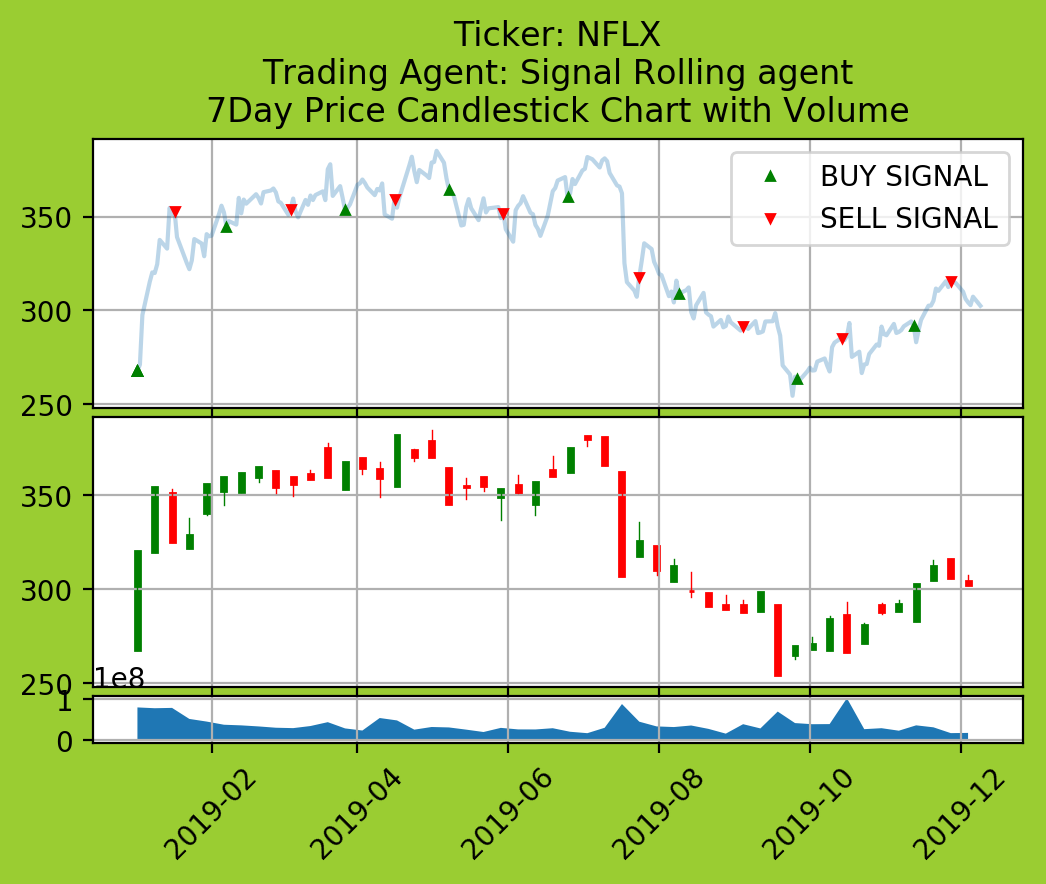 Ticker: NFLX
Trading Agent: Signal Rolling agent
7Day Price Candlestick Chart with Volume
BUY SIGNAL
SELL SIGNAL
350
300
250
350
300
250
1e8
1
0
2019-02
2019-04
2019-06
2019-08
2019-10
2019-12